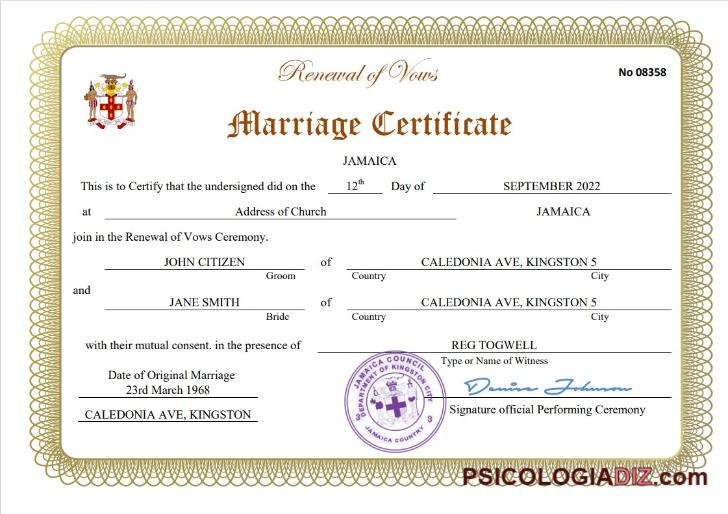 Renewal of Vows
No 08358
Marriage Certificate
JAMAICA
This is to Certify that the undersigned did on the 12th Day of SEPTEMBER 2022
at Address of Church JAMAICA
join in the Renewal of Vows Ceremony.
JOHN CITIZEN of CALEDONIA AVE, KINGSTON 5
Groom Country City
and
JANE SMITH of CALEDONIA AVE, KINGSTON 5
Bride Country City
with their mutual consent. in the presence of REG TOGWELL
Type or Name of Witness
Date of Original Marriage
23rd March 1968
CALEDONIA AVE, KINGSTON
JAMAICA COUNCIL
DEPARTMENT OF KINGSTON CITY
JAMAICA COUNTRY
Denise Johnson
Signature official Performing Ceremony
PSICOLOGIADIZ.com